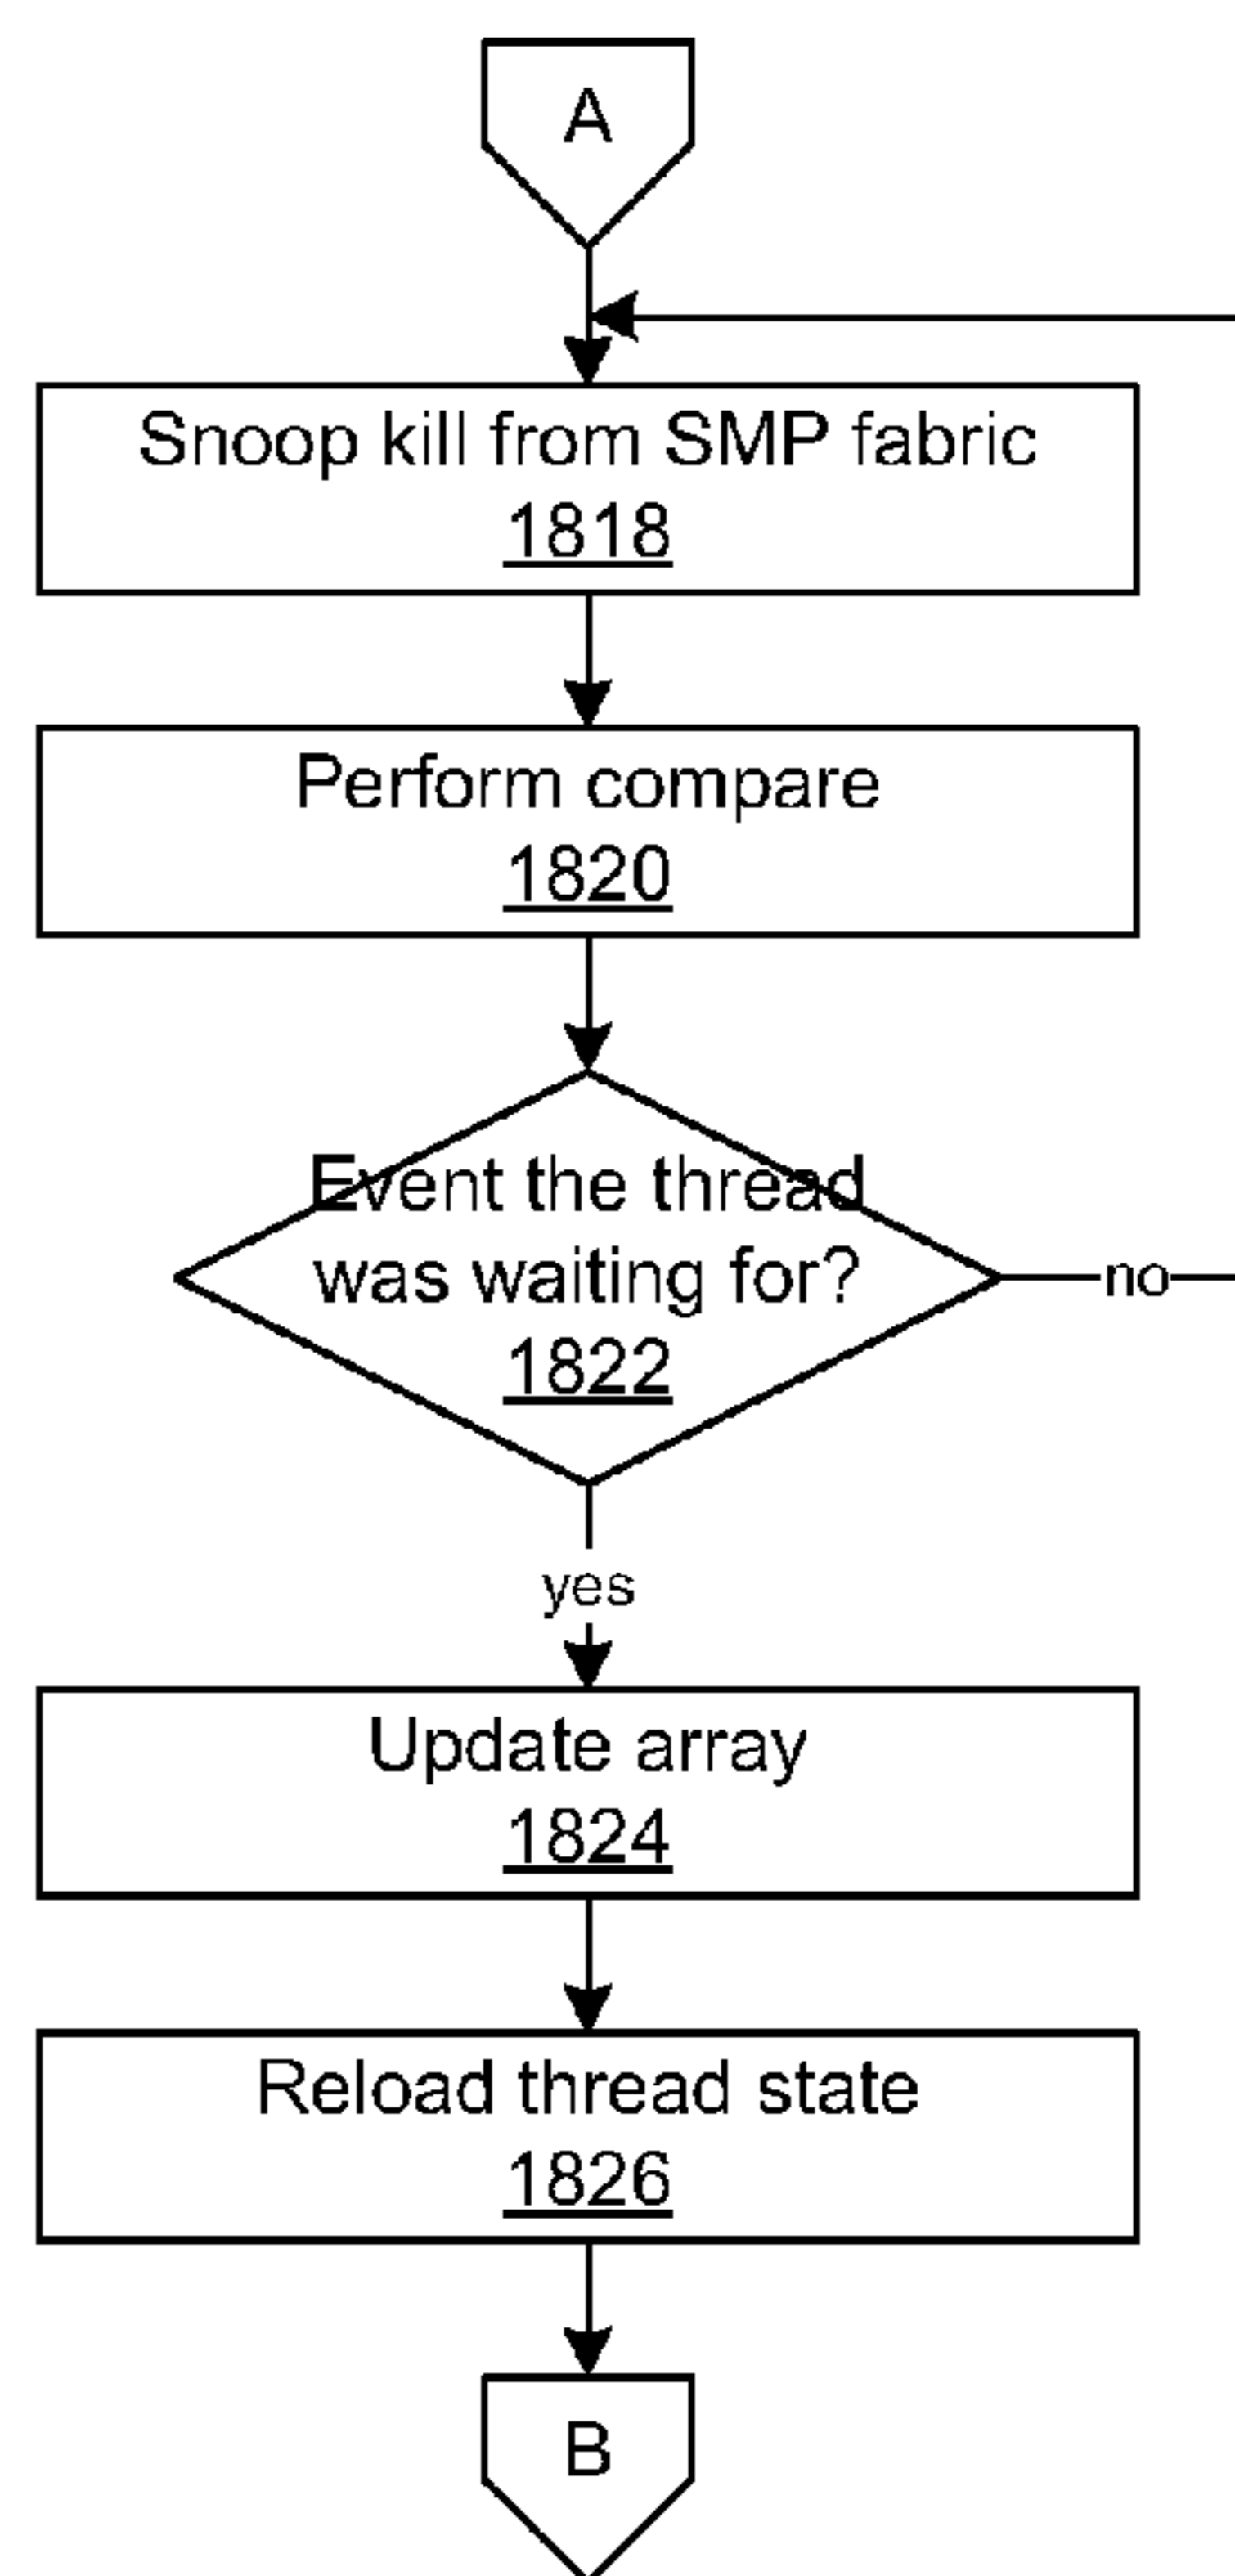 A
Snoop kill from SMP fabric
1818
Perform compare
1820
Event the thread
was waiting for?
1822
no
yes
Update array
1824
Reload thread state
1826
B